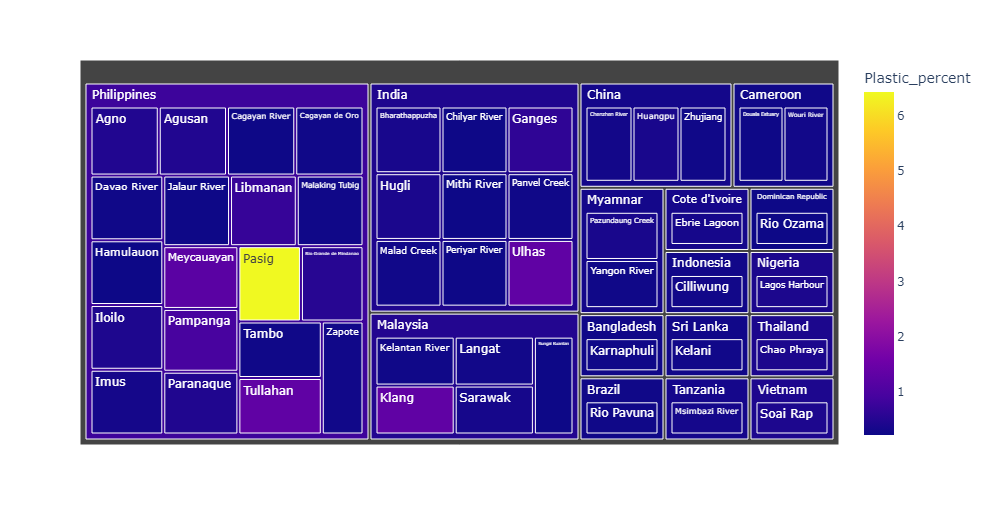 Plastic_percent
Philippines
India
China
Cameroon
Agno
Agusan
Cagayan River
Cagayan de Oro
Davao River
Jalaur River
Libmanan
Malaking Tubig
Hamulauon
Meycauayan
Pasig
Rio Grande de Mindanao
Iloilo
Pampanga
Tambo
Zapote
Imus
Paranaque
Tullahan
Bharathappuzha
Chilyar River
Ganges
Hugli
Mithi River
Panvel Creek
Malad Creek
Periyar River
Ulhas
Malaysia
Kelantan River
Langat
Klang
Sarawak
Huangpu
Zhujiang
Douala Estuary
Wouri River
Myamnar
Pazundaung Creek
Yangon River
Cote d'Ivoire
Ebrie Lagoon
Dominican Republic
Rio Ozama
Indonesia
Cilliwung
Nigeria
Lagos Harbour
Bangladesh
Karnaphuli
Sri Lanka
Kelani
Thailand
Chao Phraya
Brazil
Rio Pavuna
Tanzania
Msimbazi River
Vietnam
Soai Rap
6
5
4
3
2
1